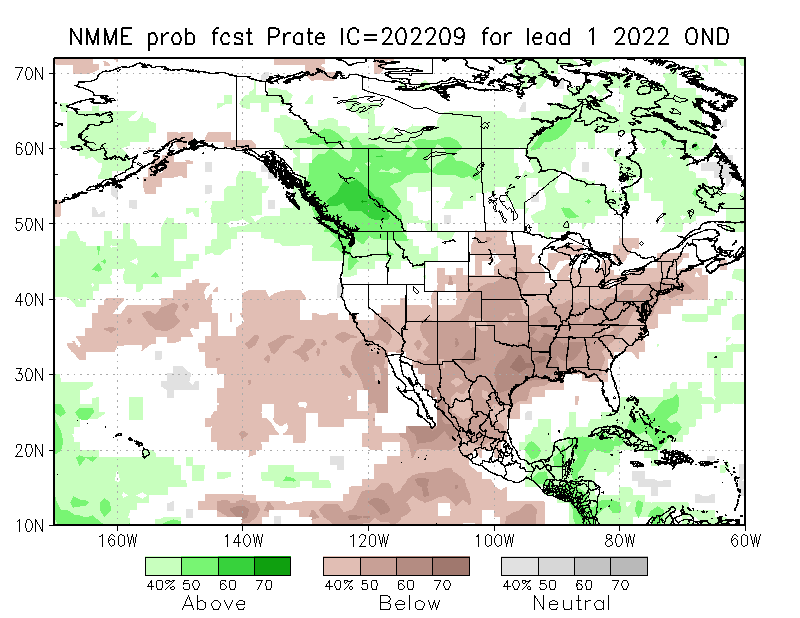 NMME prob fcst Prate IC=202209 for lead 1 2022 OND
70N
60N
50N
40N
30N
20N
10N
160W 140W 120W 100W 80W 60W
40% 50 60 70 40% 50 60 70 40% 50 60 70
Above Below Neutral